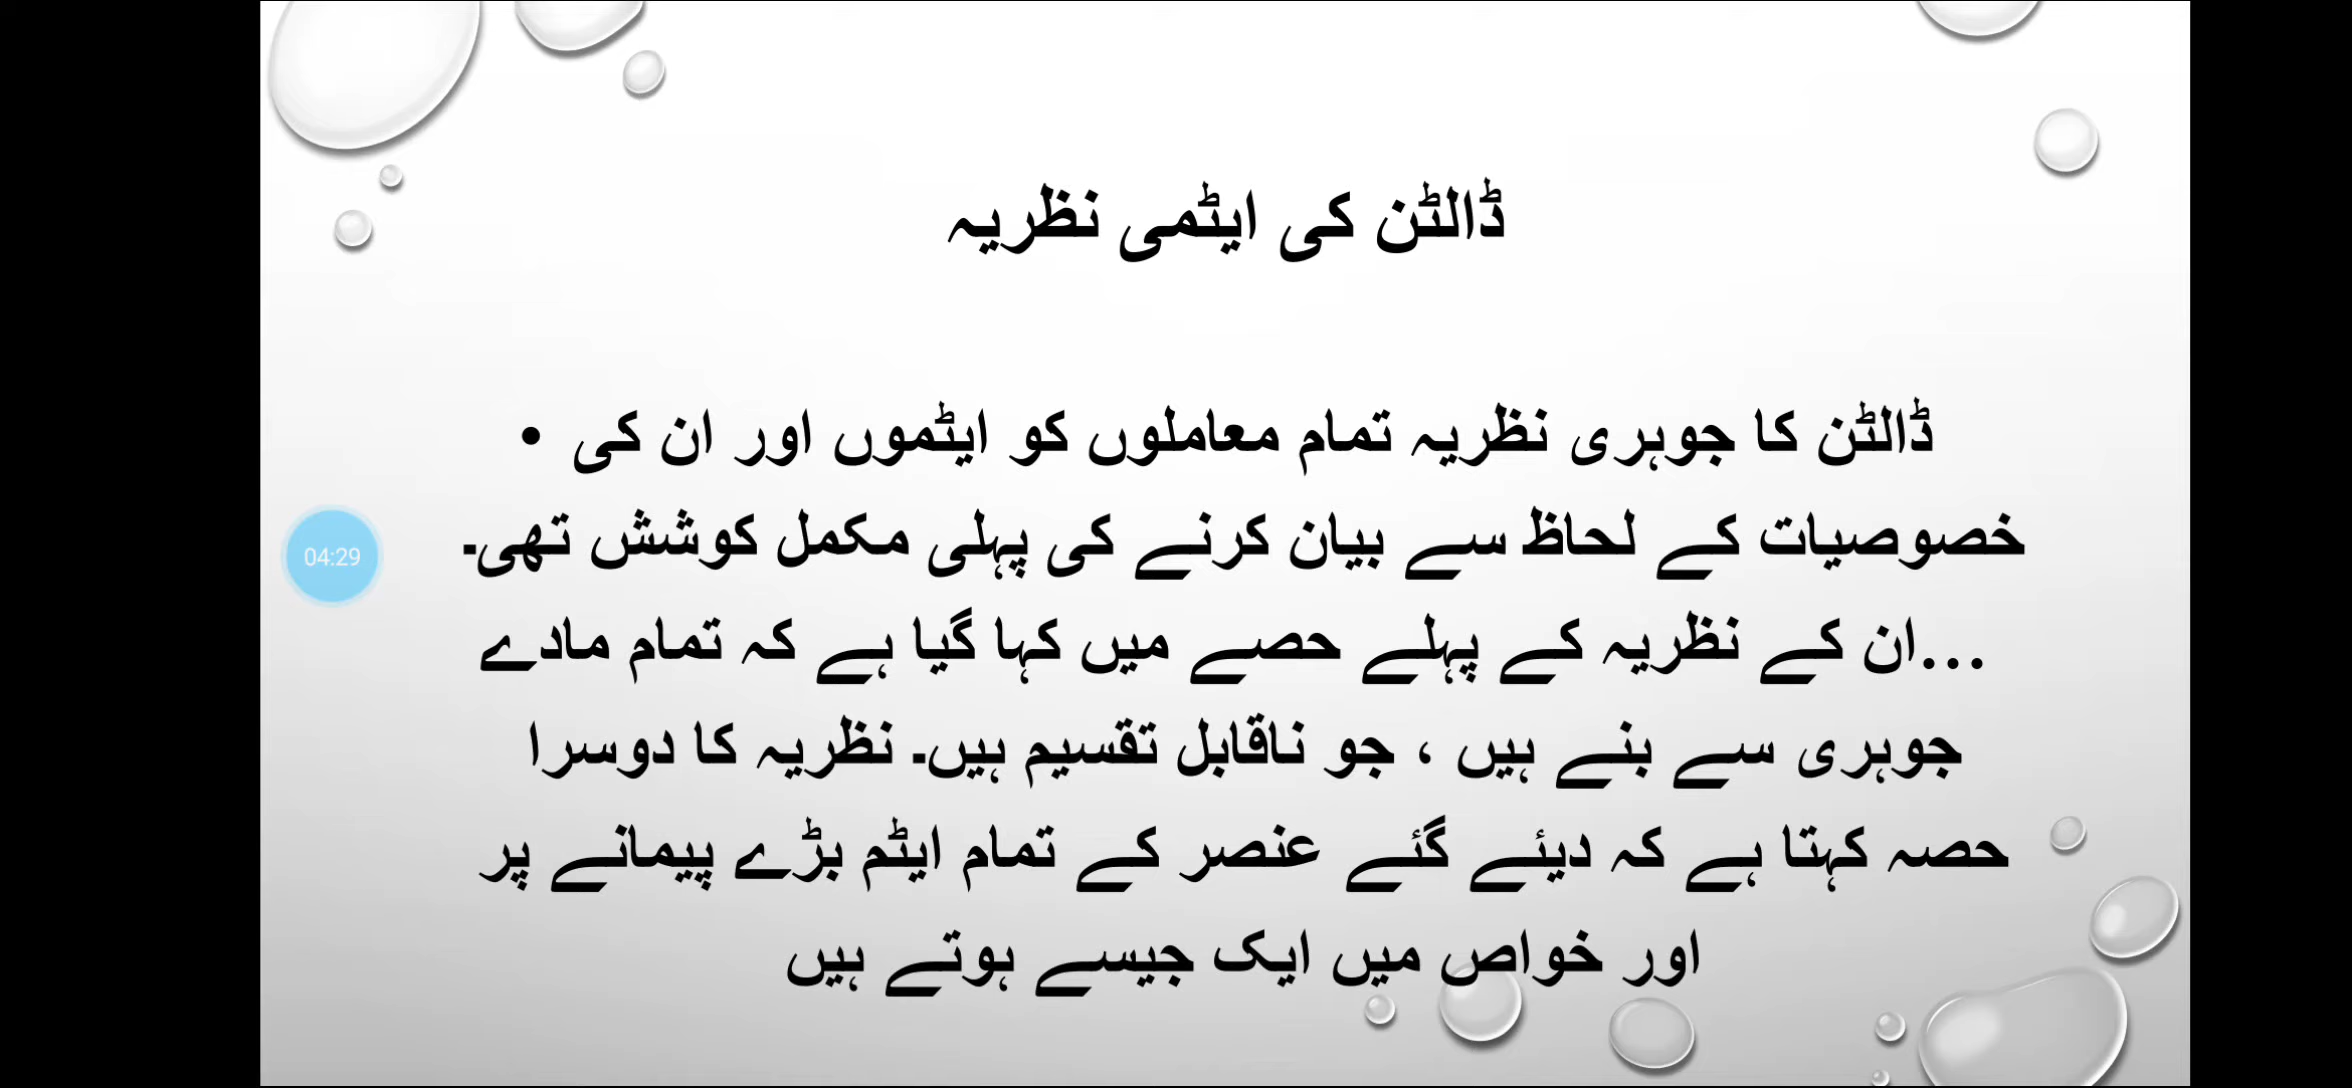 ڈالٹن کی ایٹمی نظریہ
ڈالٹن کا جوہری نظریہ تمام معاملوں کو ایٹموں اور ان کی •
خصوصیات کے لحاظ سے بیان کرنے کی پہلی مکمل کوشش تھی۔
...ان کے نظریہ کے پہلے حصے میں کہا گیا ہے کہ تمام مادے
جوہری سے بنے ہیں ، جو ناقابل تقسیم ہیں۔ نظریہ کا دوسرا
حصہ کہتا ہے کہ دیئے گئے عنصر کے تمام ایٹم بڑے پیمانے پر
اور خواص میں ایک جیسے ہوتے ہیں
04:29